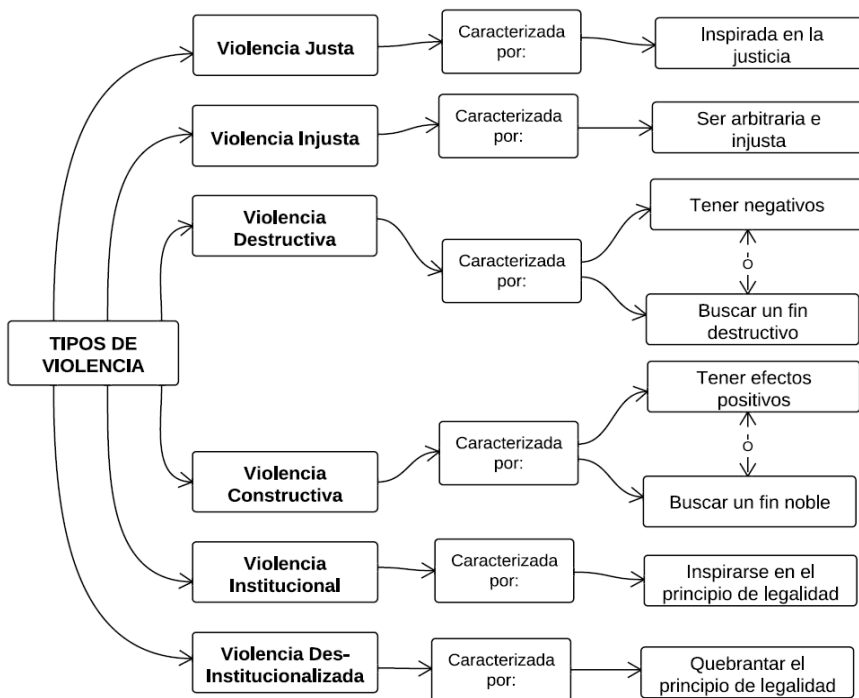 Violencia Justa
Caracterizada
por:
Inspirada en la
justicia
Violencia Injusta
Caracterizada
por:
Ser arbitraria e
injusta
Violencia
Destructiva
Caracterizada
por:
Tener negativos
O
Buscar un fin
destructivo
TIPOS DE
VIOLENCIA
Violencia
Constructiva
Caracterizada
por:
Tener efectos
positivos
O
Buscar un fin noble
Violencia
Institucional
Caracterizada
por:
Inspirarse en el
principio de legalidad
Violencia Des-
Institucionalizada
Caracterizada
por:
Quebrantar el
principio de legalidad